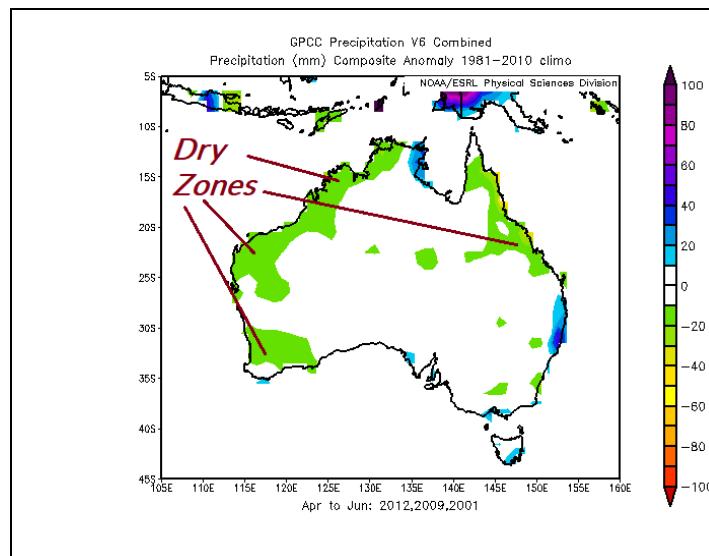 GPCC Precipitation V6 Combined
Precipitation (mm) Composite Anomaly 1981-2010 climo
NOAA/ESRL Physical Sciences Division
5S
10S
15S
20S
25S
30S
35S
40S
45S
Dry
Zones
105E 110E 115E 120E 125E 130E 135E 140E 145E 150E 155E 160E
Apr to Jun: 2012,2009,2001
100
80
60
40
20
10
0
-10
-20
-40
-60
-80
-100